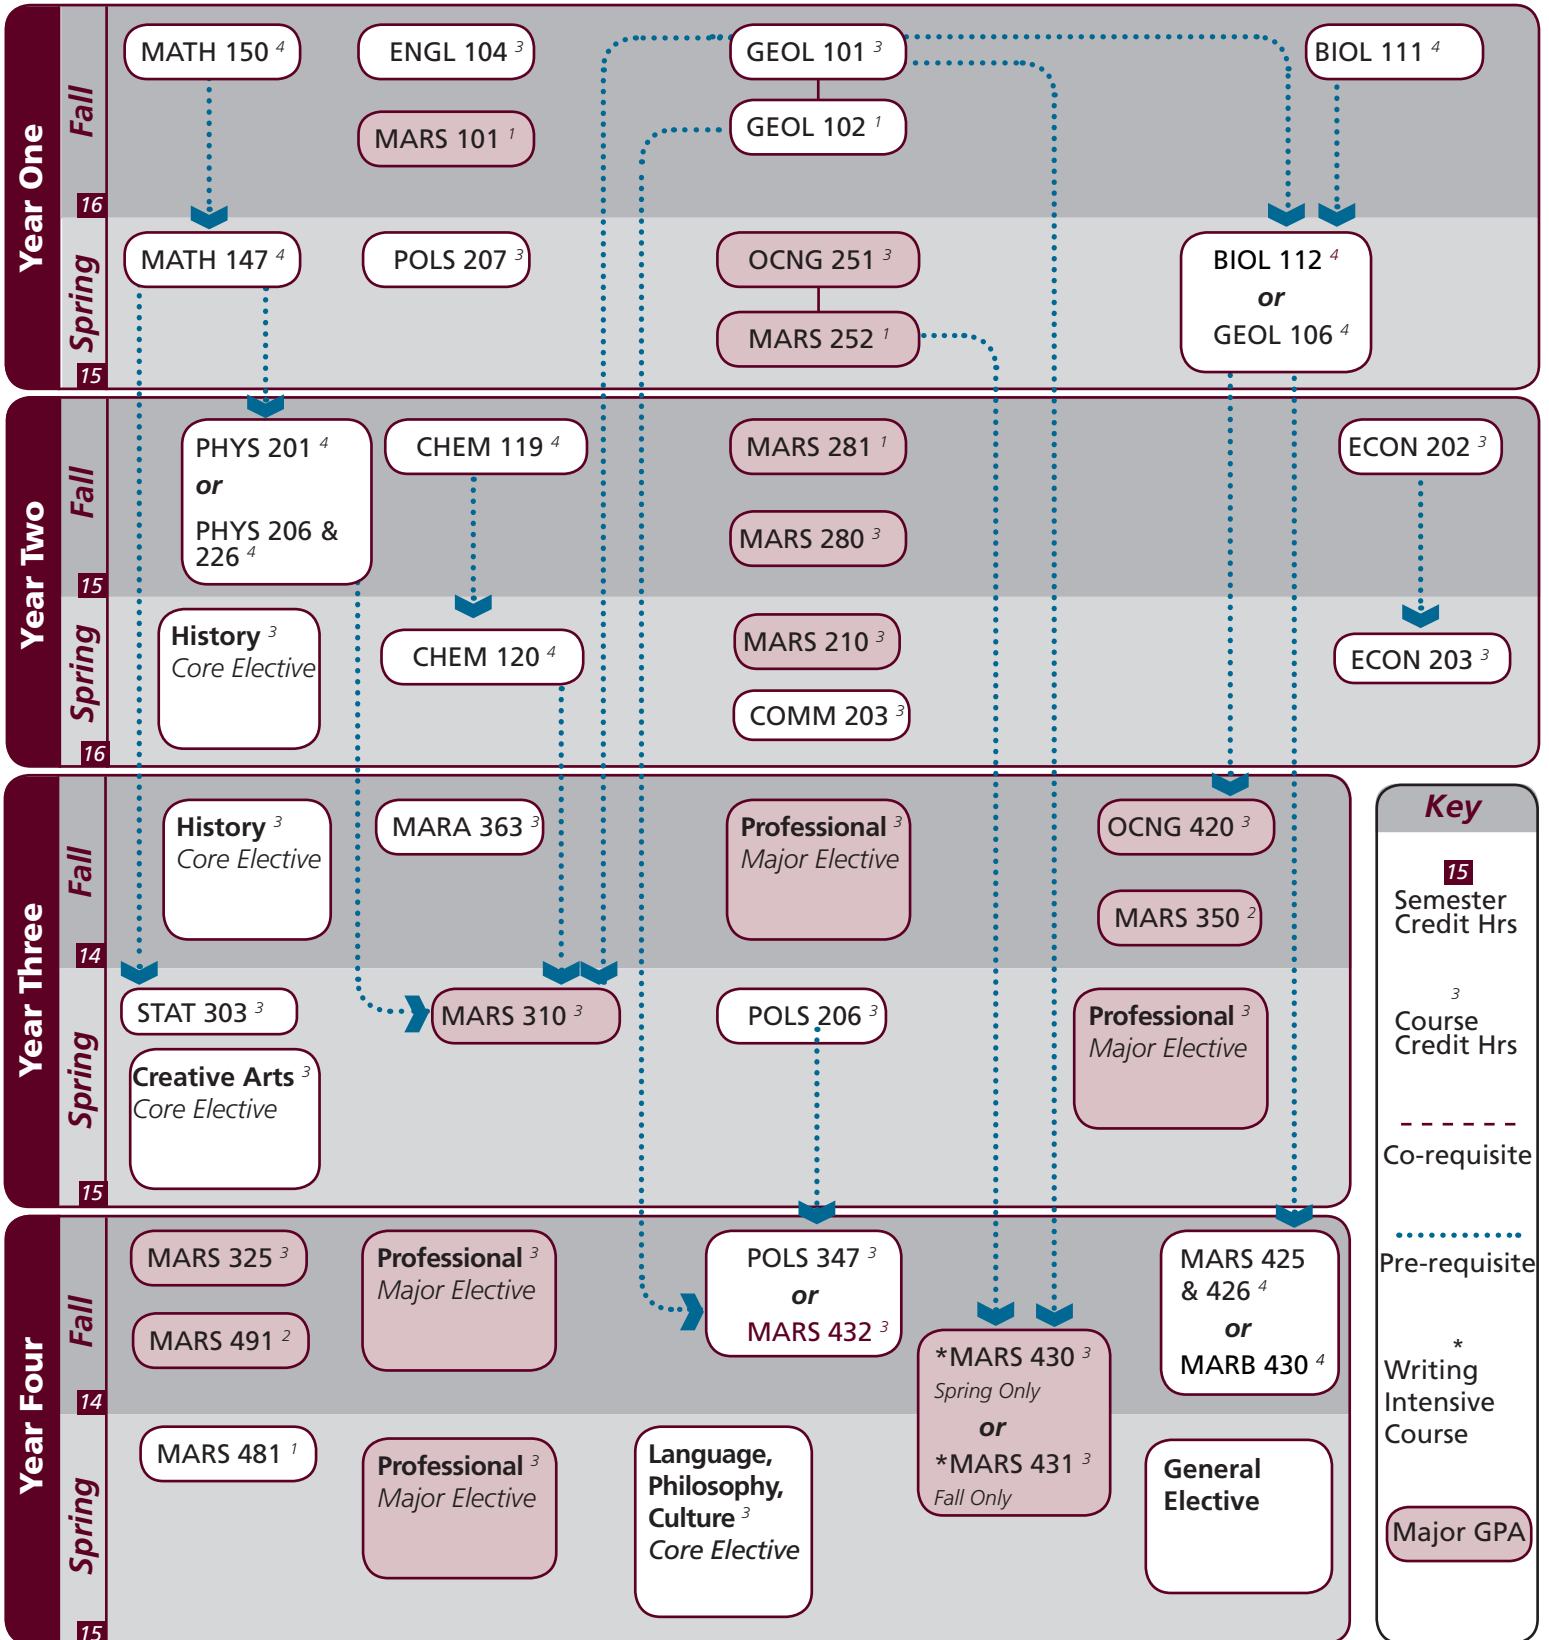 Year One
Fall
MATH 150 4
ENGL 104 3
GEOL 101 3
BIOL 111 4
MARS 101 1
GEOL 102 1
16
Spring
MATH 147 4
POLS 207 3
OCNG 251 3
BIOL 112 4
or
GEOL 106 4
MARS 252 1
15
Year Two
Fall
PHYS 201 4
or
PHYS 206 &
226 4
CHEM 119 4
MARS 281 1
ECON 202 3
MARS 280 3
15
Spring
History 3
Core Elective
CHEM 120 4
MARS 210 3
ECON 203 3
COMM 203 3
16
Year Three
Fall
History 3
Core Elective
MARA 363 3
Professional 3
Major Elective
OCNG 420 3
MARS 350 2
14
Spring
STAT 303 3
MARS 310 3
POLS 206 3
Professional 3
Major Elective
Creative Arts 3
Core Elective
15
Year Four
Fall
MARS 325 3
Professional 3
Major Elective
POLS 347 3
or
MARS 432 3
MARS 425
& 426 4
or
MARB 430 4
MARS 491 2
*MARS 430 3
Spring Only
or
*MARS 431 3
Fall Only
14
Spring
MARS 481 1
Professional 3
Major Elective
Language,
Philosophy,
Culture 3
Core Elective
General
Elective
15
Key
15
Semester
Credit Hrs
3
Course
Credit Hrs
Co-requisite
Pre-requisite
*
Writing
Intensive
Course
Major GPA